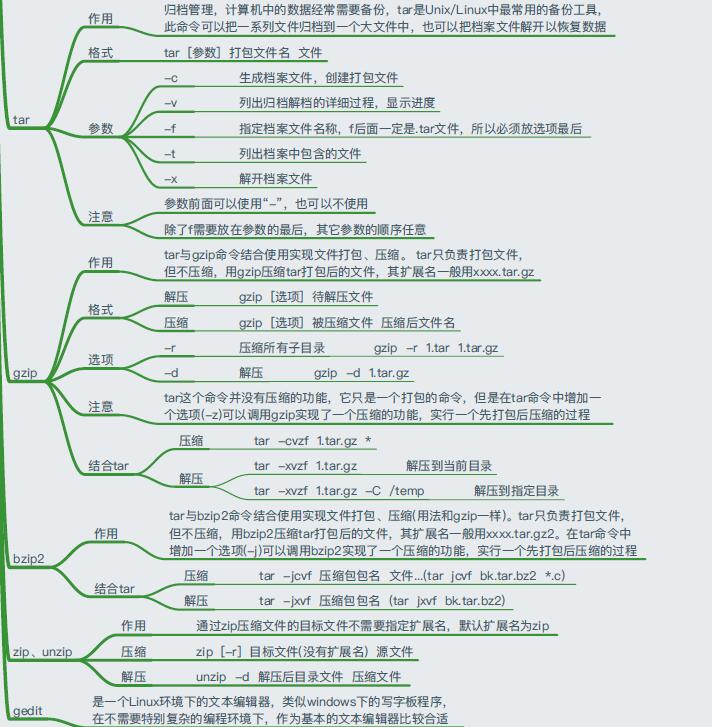 tar
作用
归档管理，计算机中的数据经常需要备份，tar是Unix/Linux中最常用的备份工具，
此命令可以把一系列文件归档到一个大文件中，也可以把档案文件解开以恢复数据
格式
tar [参数] 打包文件名 文件
参数
-c 生成档案文件，创建打包文件
-v 列出归档解档的详细过程，显示进度
-f 指定档案文件名称，f后面一定是.tar文件，所以必须放选项最后
-t 列出档案中包含的文件
-x 解开档案文件
注意
参数前面可以使用“-”，也可以不使用
除了f需要放在参数的最后，其它参数的顺序任意
gzip
作用
tar与gzip命令结合使用实现文件打包、压缩。 tar只负责打包文件，
但不压缩，用gzip压缩tar打包后的文件，其扩展名一般用xxxx.tar.gz
格式
解压 gzip [选项] 待解压文件
压缩 gzip [选项] 被压缩文件 压缩后文件名
选项
-r 压缩所有子目录 gzip -r 1.tar 1.tar.gz
-d 解压 gzip -d 1.tar.gz
注意
tar这个命令并没有压缩的功能，它只是一个打包的命令，但是在tar命令中增加一
个选项(-z)可以调用gzip实现了一个压缩的功能，实行一个先打包后压缩的过程
结合tar
压缩 tar -cvzf 1.tar.gz *
解压
tar -xvzf 1.tar.gz 解压到当前目录
tar -xvzf 1.tar.gz -C /temp 解压到指定目录
bzip2
作用
tar与bzip2命令结合使用实现文件打包、压缩(用法和gzip一样)。tar只负责打包文件，
但不压缩，用bzip2压缩tar打包后的文件，其扩展名一般用xxxx.tar.gz2。在tar命令中
增加一个选项(-j)可以调用bzip2实现了一个压缩的功能，实行一个先打包后压缩的过程
结合tar
压缩 tar -jcvf 压缩包包名 文件...(tar jcvf bk.tar.bz2 *.c)
解压 tar -jxvf 压缩包包名 (tar jxvf bk.tar.bz2)
zip、unzip
作用 通过zip压缩文件的目标文件不需要指定扩展名，默认扩展名为zip
压缩 zip [-r] 目标文件(没有扩展名) 源文件
解压 unzip -d 解压后目录文件 压缩文件
gedit
是一个Linux环境下的文本编辑器，类似windows下的写字板程序，
在不需要特别复杂的编程环境下，作为基本的文本编辑器比较合适